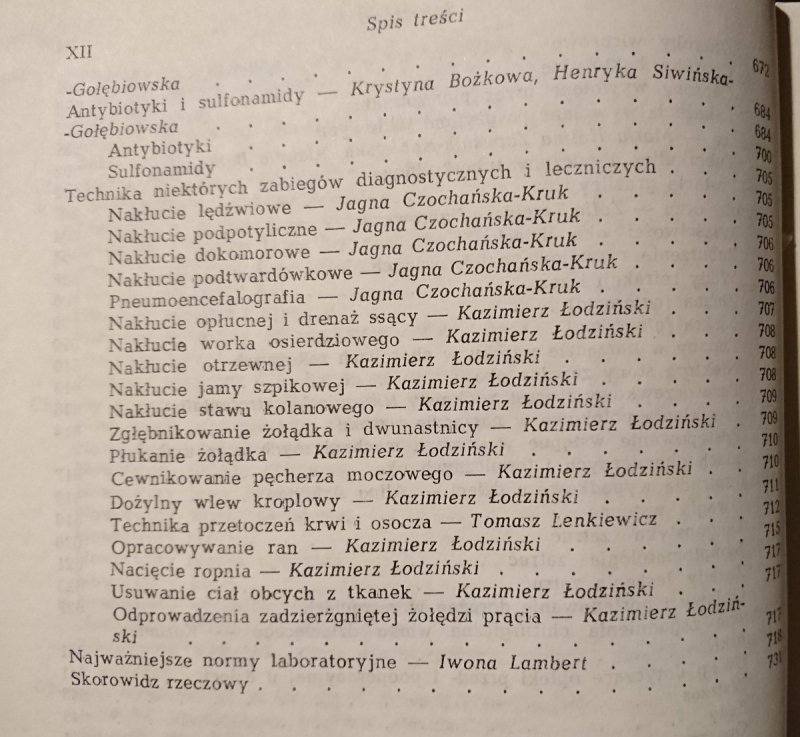 Spis treści
XII
-Gołębiowska . . . . . . . . . . . . 672
Antybiotyki i sulfonamidy — Krystyna Bożkowa, Henryka Siwińska-
-Gołębiowska . . . . . . . . . . . . 684
Antybiotyki . . . . . . . . . . . . 684
Sulfonamidy . . . . . . . . . . . . 700
Technika niektórych zabiegów diagnostycznych i leczniczych . . . 705
Nakłucie lędźwiowe — Jagna Czochańska-Kruk . . . . . 705
Nakłucie podpotyliczne — Jagna Czochańska-Kruk . . . . . 705
Nakłucie dokomorowe — Jagna Czochańska-Kruk . . . . . 706
Nakłucie podtwardówkowe — Jagna Czochańska-Kruk . . . . 706
Pneumoencefalografia — Jagna Czochańska-Kruk . . . . . 706
Nakłucie opłucnej i drenaż ssący — Kazimierz Łodziński . . . 707
Nakłucie worka osierdziowego — Kazimierz Łodziński . . . 708
Nakłucie otrzewnej — Kazimierz Łodziński . . . . . . 708
Nakłucie jamy szpikowej — Kazimierz Łodziński . . . . . 708
Nakłucie stawu kolanowego — Kazimierz Łodziński . . . . 709
Zgłębnikowanie żołądka i dwunastnicy — Kazimierz Łodziński . 709
Płukanie żołądka — Kazimierz Łodziński . . . . . . 710
Cewnikowanie pęcherza moczowego — Kazimierz Łodziński . . 710
Dożylny wlew kroplowy — Kazimierz Łodziński . . . . . 711
Technika przetoczeń krwi i osocza — Tomasz Lenkiewicz . . . 712
Opracowywanie ran — Kazimierz Łodziński . . . . . . 715
Nacięcie ropnia — Kazimierz Łodziński . . . . . . . 717
Usuwanie ciał obcych z tkanek — Kazimierz Łodziński . . . 717
Odprowadzenia zadzierżgniętej żołędzi prącia — Kazimierz Łodziń-
ski . . . . . . . . . . . . . 717
Najważniejsze normy laboratoryjne — Iwona Lambert . . . . . 718
Skorowidz rzeczowy . . . . . . . . . . . . 731